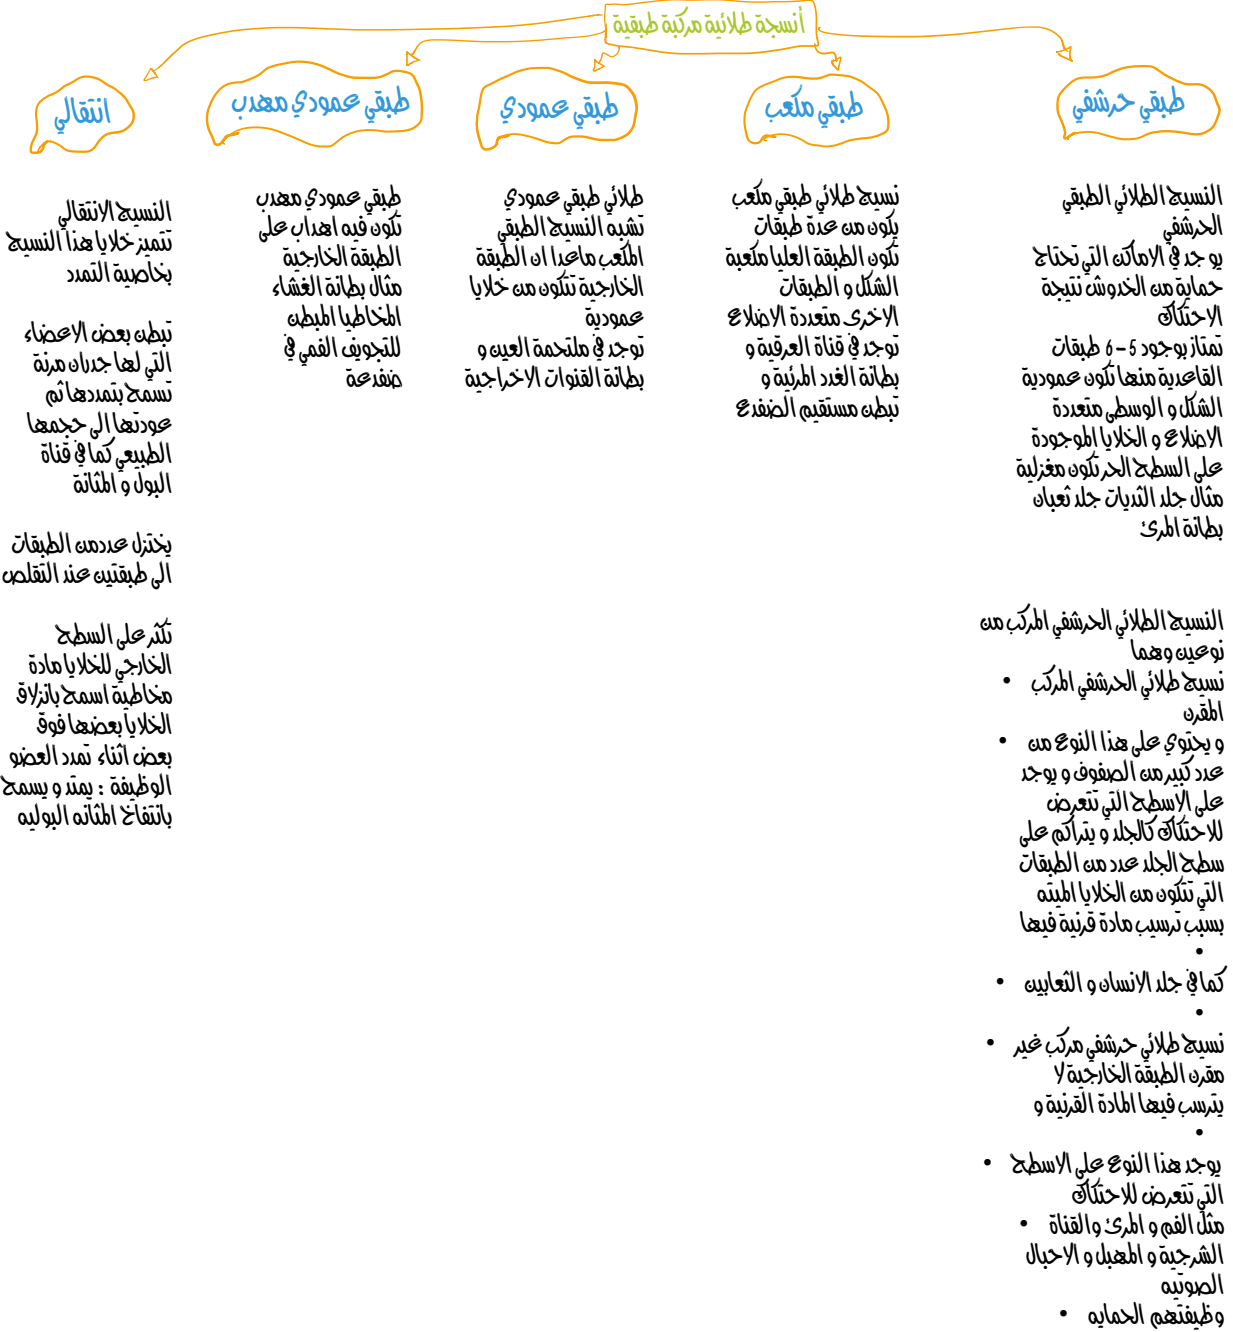 أنسجة طلائية مركبة طبقية
طبقي حرشفي
طبقي مكعب
طبقي عمودي
طبقي عمودي مهدب
انتقالي
النسيج الطلائي الطبقي
الحرشفي
يو جد في الاماكن التي تحتاج
حماية من الخدوش نتيجة
الاحتكاك
تمتاز بوجود 5 – 6 طبقات
القاعدية منها تكون عمودية
الشكل و الوسطى متعددة
الاضلاع و الخلايا الموجودة
على السطح الحر تكون مغزلية
مثال جلد الثديات جلد ثعبان
بطانة المرئ
النسيج الطلائي الحرشفي المركب من
نوعين وهما
• نسيج طلائي الحرشفي المركب
المقرن
• و يحتوي على هذا النوع من
عدد كبير من الصفوف و يوجد
على الاسطح التي تتعرض
للاحتكاك كالجلد و يتراكم على
سطح الجلد عدد من الطبقات
التي تتكون من الخلايا الميته
بسبب ترسيب مادة قرنية فيها
•
• كما في جلد الانسان و الثعابين
•
• نسيج طلائي حرشفي مركب غير
مقرن الطبقة الخارجية لا
يترسب فيها المادة القرنية و
•
• يوجد هذا النوع على الاسطح
التي تتعرض للاحتكاك
• مثل الفم و المرئ والقناة
الشرجية و المهبل و الاحبال
الصوتيه
• وظيفتهم الحمايه
نسيج طلائي طبقي مكعب
يكون من عدة طبقات
تكون الطبقة العليا مكعبة
الشكل و الطبقات
الاخرى متعددة الاضلاع
توجد في قناة العرقية و
بطانة الغدد المرئية و
تبطن مستقيم الضفدع
طلائي طبقي عمودي
تشبه النسيج الطبقي
المكعب ماعدا ان الطبقة
الخارجية تتكون من خلايا
عمودية
توجد في ملتحمة العين و
بطانة القنوات الاخراجية
طبقي عمودي مهدب
تكون فيه اهداب على
الطبقة الخارجية
مثال بطانة الغشاء
المخاطيا المبطن
للتجويف الفمي في
ضفدعة
النسيج الانتقالي
تتميز خلايا هذا النسيج
بخاصية التمدد
تبطن بعض الاعضاء
التي لها جدران مرنة
تسمح بتمددها ثم
عودتها الى حجمها
الطبيعي كما في قناة
البول و المثانة
يختزل عددمن الطبقات
الى طبقتين عند التقلص
تكثر على السطح
الخارجي للخلايا مادة
مخاطية اسمح بانزلاق
الخلايا بعضها فوق
بعض اثناء تمدد العضو
الوظيفة : يمتد و يسمح
بانتفاخ المثانه البوليه